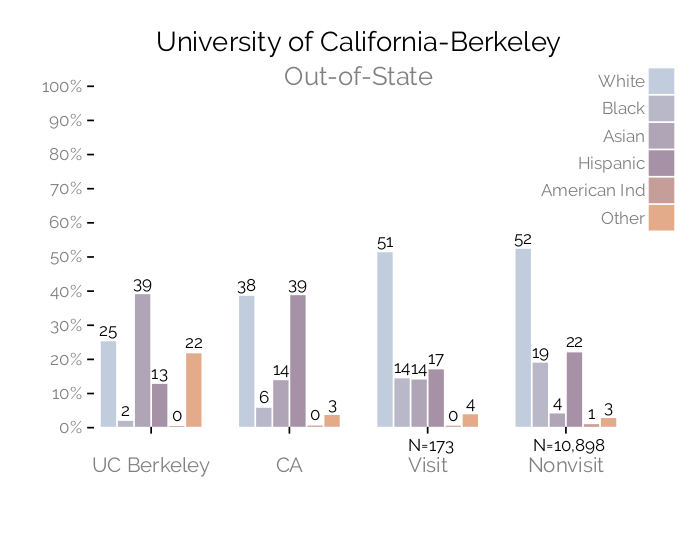 University of California-Berkeley
Out-of-State
White
Black
Asian
Hispanic
American Ind
Other
100%
90%
80%
70%
60%
50%
40%
30%
20%
10%
0%
25 2 39 13 0 22
38 6 14 39 0 3
51 14 14 17 0 4
52 19 4 22 1 3
N=173 N=10,898
UC Berkeley CA Visit Nonvisit